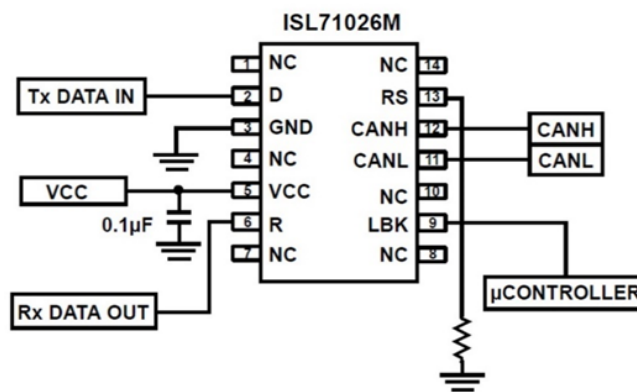 ISL71026M
1 NC
NC 14
Tx DATA IN
2 D
RS 13
3 GND
CANH 12
CANH
4 NC
CANL 11
CANL
VCC
5 VCC
NC 10
0.1µF
6 R
LBK 9
7 NC
NC 8
Rx DATA OUT
µCONTROLLER